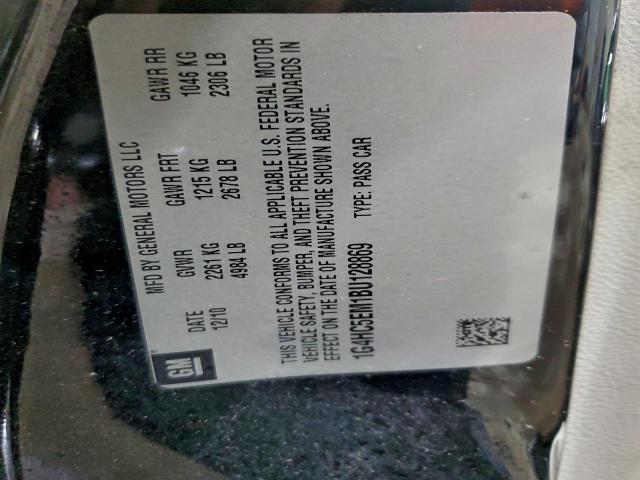 GM
MFD BY GENERAL MOTORS LLC
DATE GVWR GAWR FRT GAWR RR
12/10 2261 KG 1215 KG 1046 KG
4984 LB 2678 LB 2306 LB
THIS VEHICLE CONFORMS TO ALL APPLICABLE U.S. FEDERAL MOTOR
VEHICLE SAFETY, BUMPER, AND THEFT PREVENTION STANDARDS IN
EFFECT ON THE DATE OF MANUFACTURE SHOWN ABOVE.
1G4HC5EM1BU128869 TYPE: PASS CAR